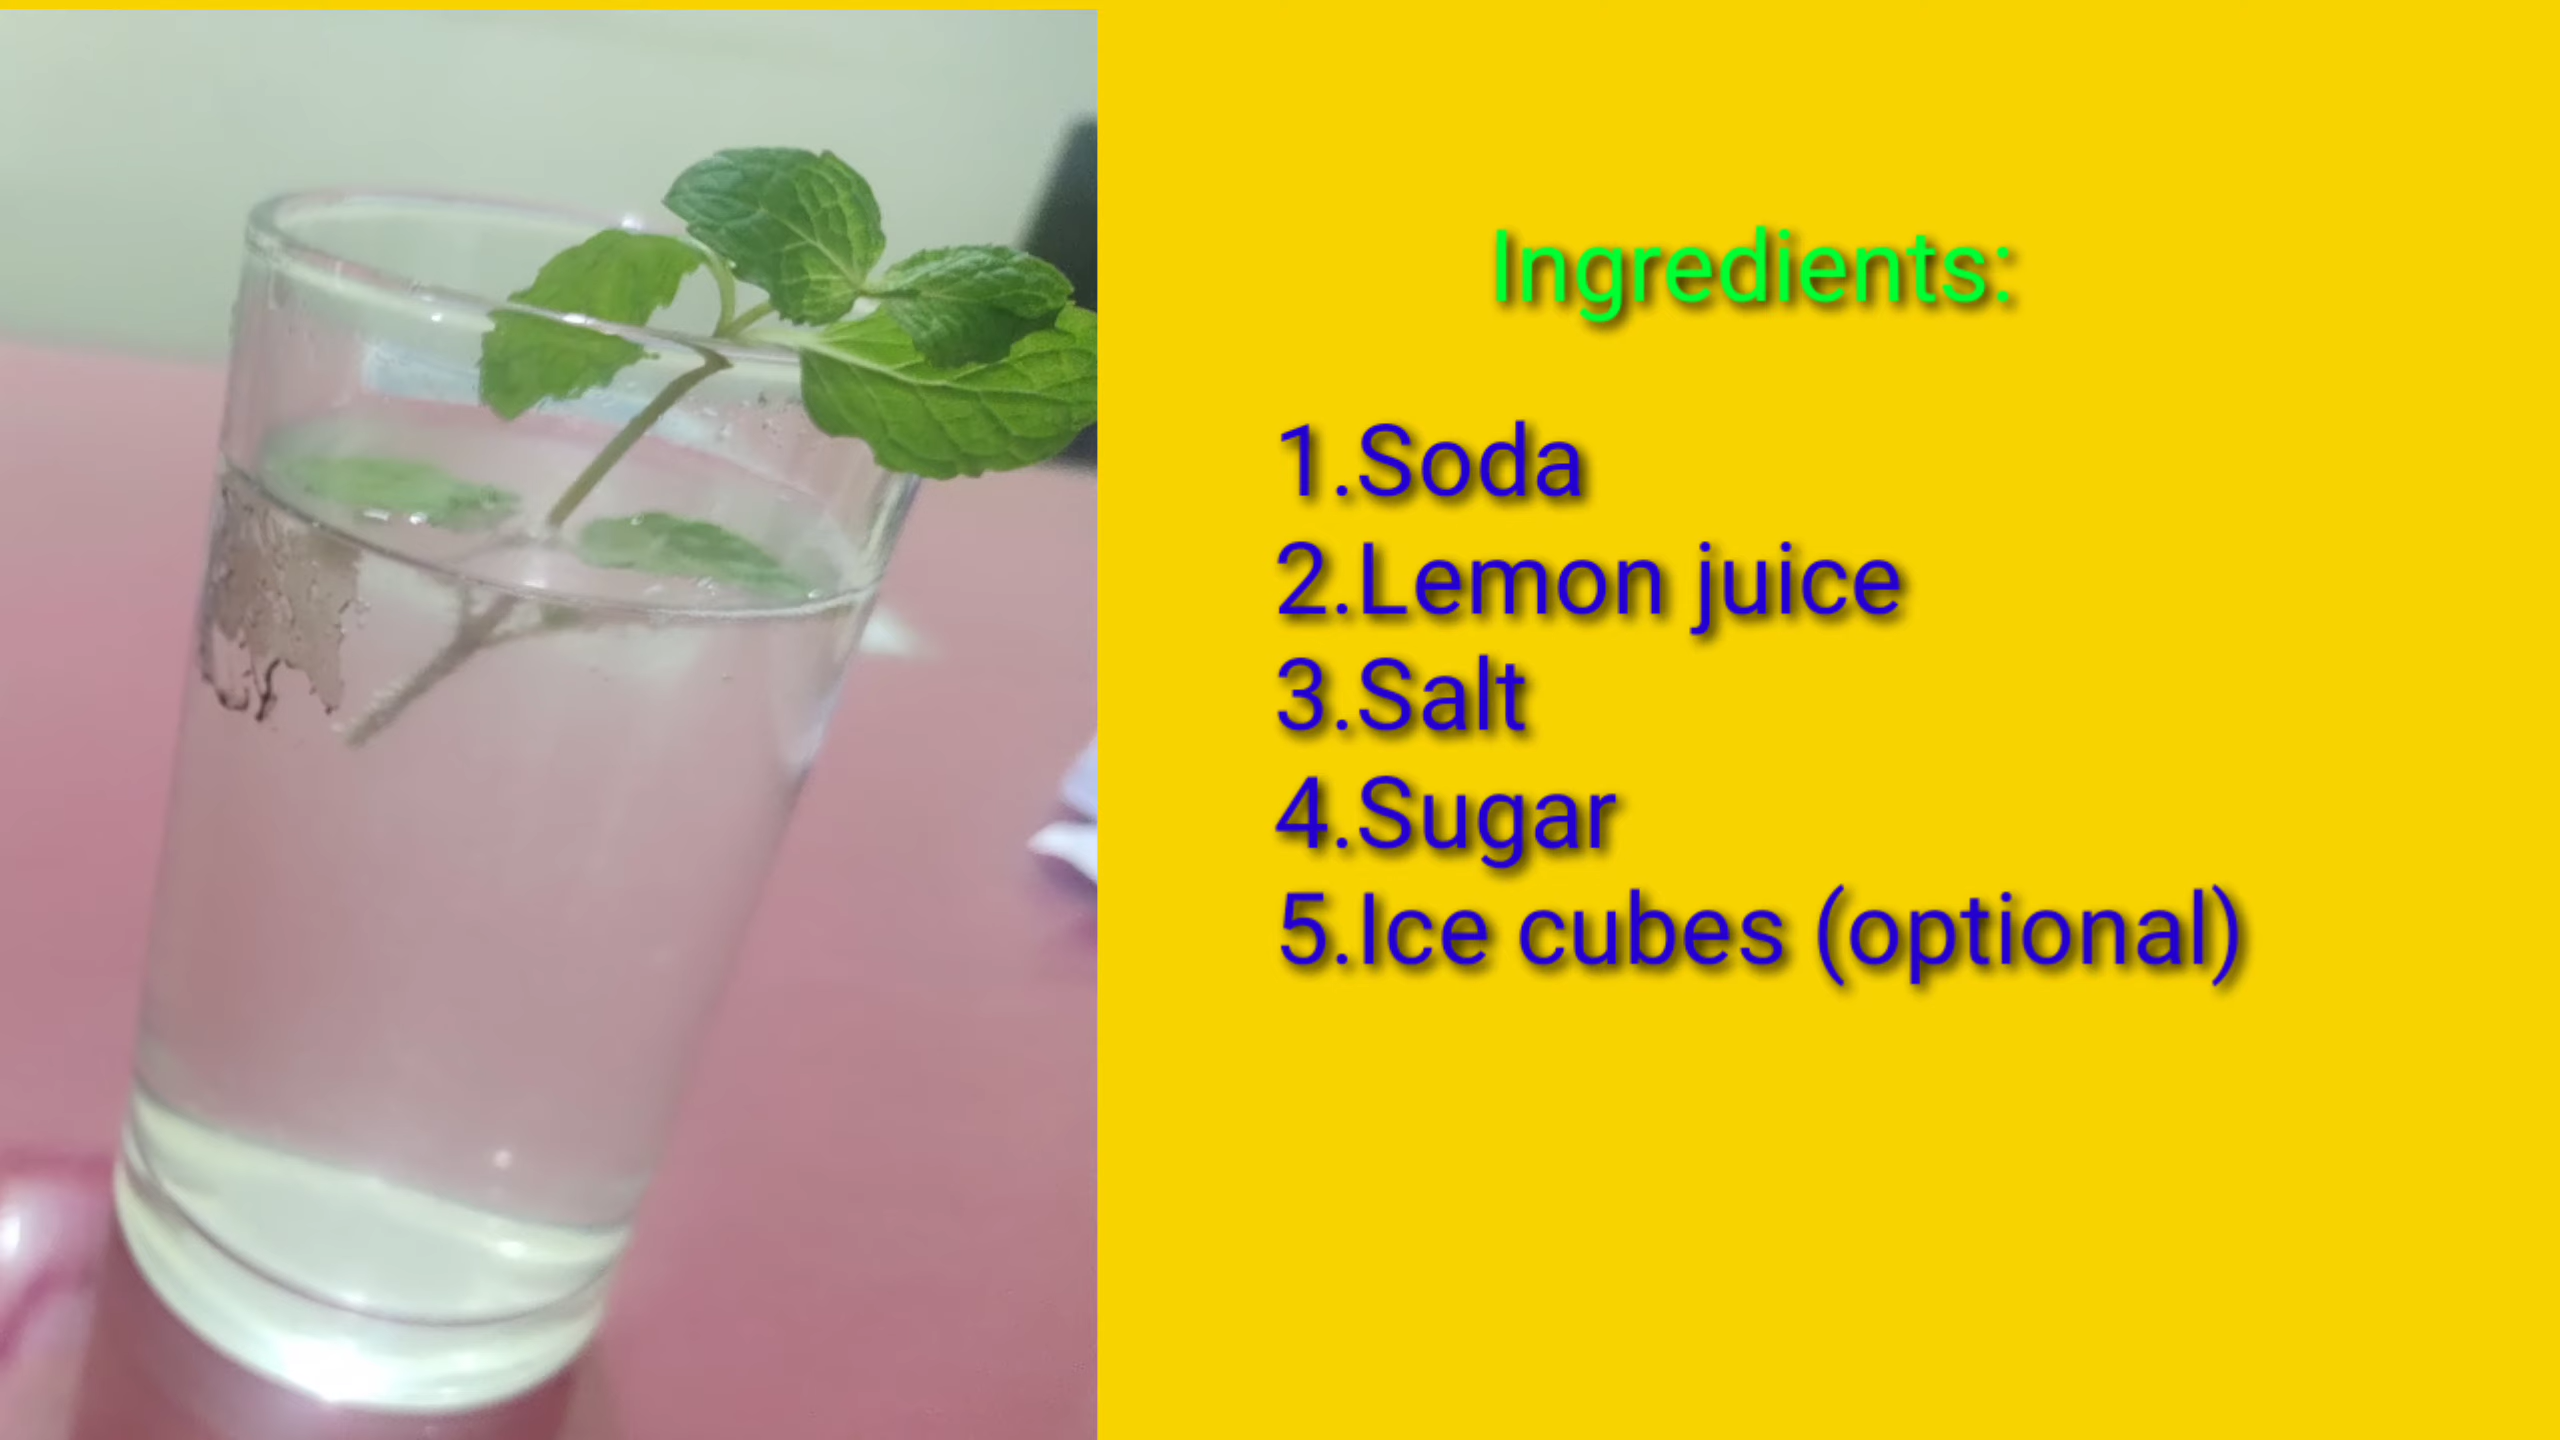 Ingredients:
1.Soda
2.Lemon juice
3.Salt
4.Sugar
5.Ice cubes (optional)